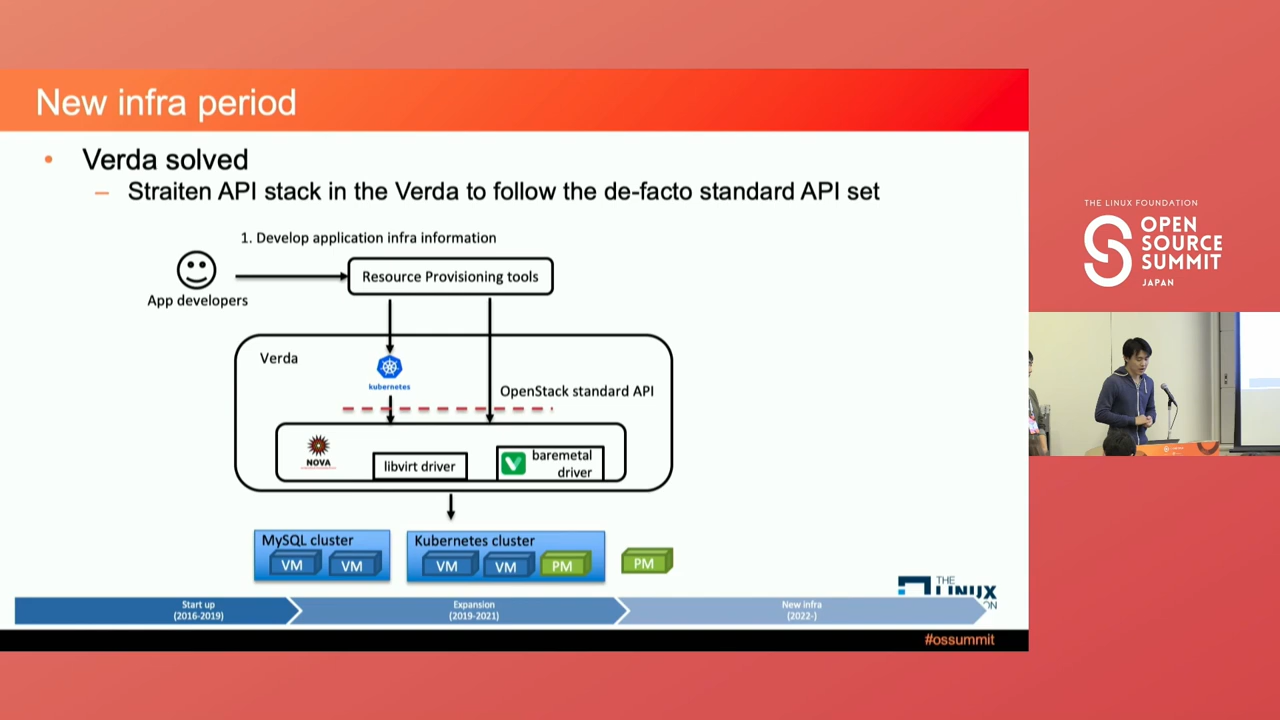 New infra period
• Verda solved
– Straiten API stack in the Verda to follow the de-facto standard API set
1. Develop application infra information
App developers
Resource Provisioning tools
Verda
kubernetes
OpenStack standard API
NOVA
libvirt driver
baremetal
driver
MySQL cluster
VM
VM
Kubernetes cluster
VM
VM
PM
PM
THE
LINUX
ON
Start up
(2016-2019)
Expansion
(2019-2021)
New infra
(2022-)
#ossummit
THE LINUX FOUNDATION
OPEN
SOURCE
SUMMIT
JAPAN